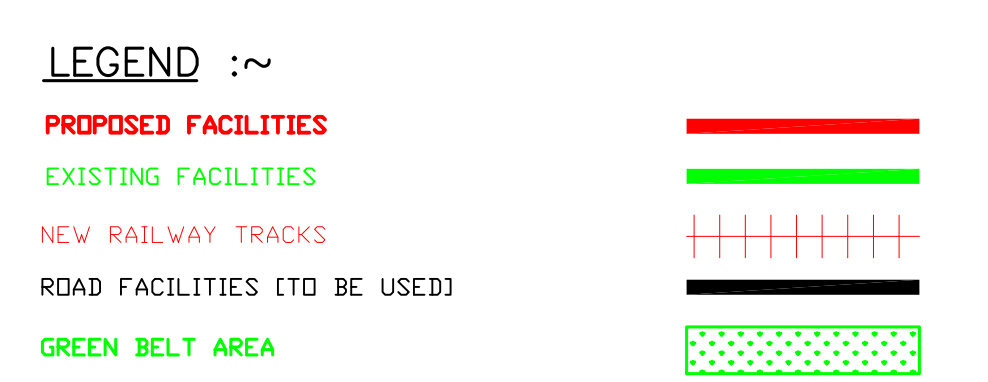 LEGEND :~
PROPOSED FACILITIES
EXISTING FACILITIES
NEW RAILWAY TRACKS
ROAD FACILITIES [TO BE USED]
GREEN BELT AREA